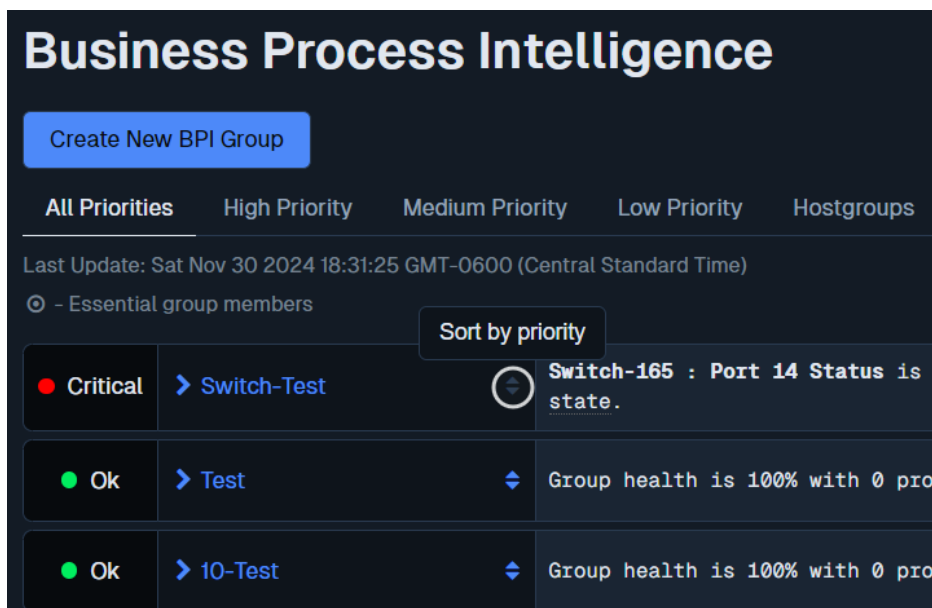 Business Process Intelligence
Create New BPI Group
All Priorities High Priority Medium Priority Low Priority Hostgroups
Last Update: Sat Nov 30 2024 18:31:25 GMT-0600 (Central Standard Time)
- Essential group members
Sort by priority
Critical Switch-Test Switch-165 : Port 14 Status is
state.
Ok Test Group health is 100% with 0 pro
Ok 10-Test Group health is 100% with 0 pro